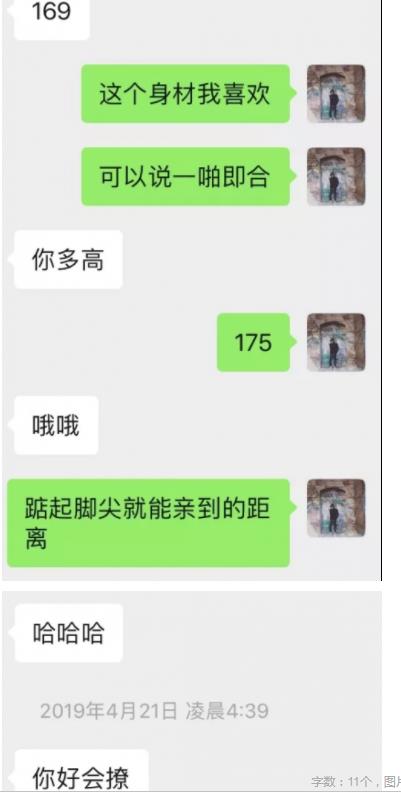 169
这个身材我喜欢
可以说一啪即合
你多高
175
哦哦
踮起脚尖就能亲到的距
离
哈哈哈
2019年4月21日 凌晨4:39
你好会撩
字数：11个，图片